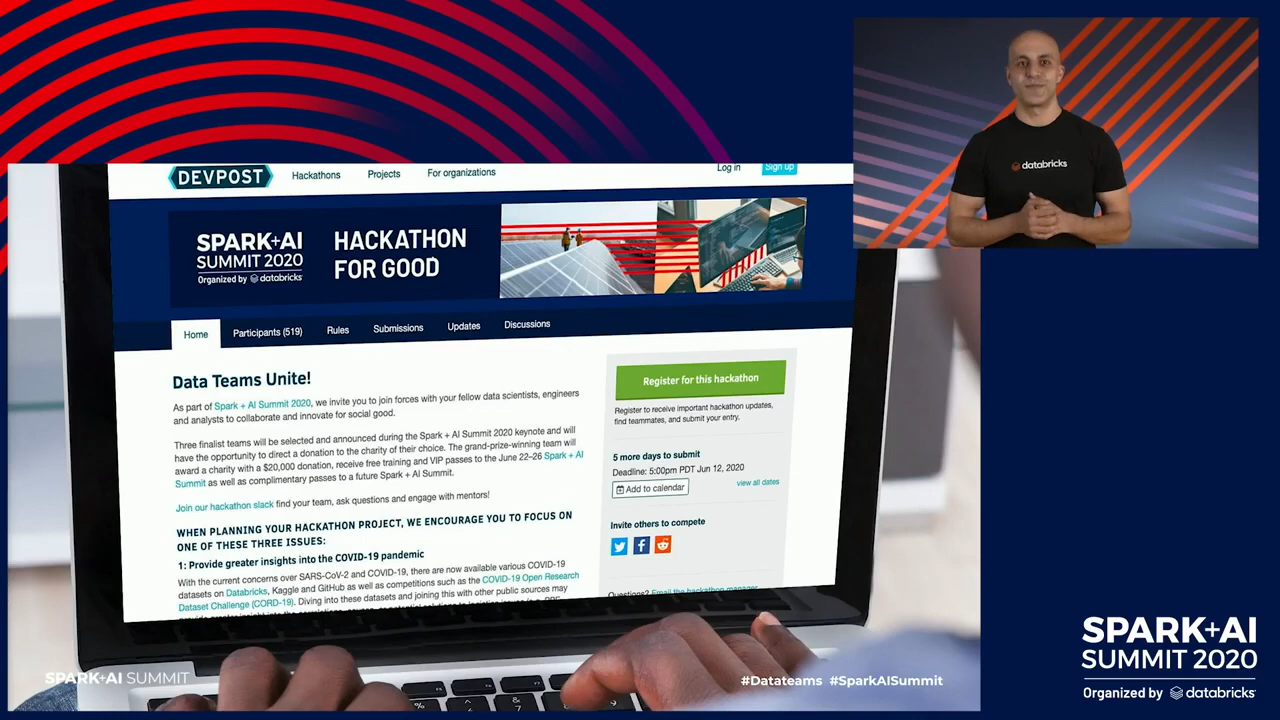 databricks
DEVPOST
Hackathons
Projects
For organizations
Log in
Sign up
SPARK+AI
SUMMIT 2020
Organized by databricks
HACKATHON
FOR GOOD
Home
Participants (519)
Rules
Submissions
Updates
Discussions
Data Teams Unite!
As part of Spark + AI Summit 2020, we invite you to join forces with your fellow data scientists, engineers
and analysts to collaborate and innovate for social good.
Three finalist teams will be selected and announced during the Spark + AI Summit 2020 keynote and will
have the opportunity to direct a donation to the charity of their choice. The grand-prize-winning team will
award a charity with a $20,000 donation, receive free training and VIP passes to the June 22–26 Spark + AI
Summit as well as complimentary passes to a future Spark + AI Summit.
Join our hackathon slack find your team, ask questions and engage with mentors!
WHEN PLANNING YOUR HACKATHON PROJECT, WE ENCOURAGE YOU TO FOCUS ON
ONE OF THESE THREE ISSUES:
1: Provide greater insights into the COVID-19 pandemic
With the current concerns over SARS-CoV-2 and COVID-19, there are now available various COVID-19
datasets on Databricks, Kaggle and GitHub as well as competitions such as the COVID-19 Open Research
Dataset Challenge (CORD-19). Diving into these datasets and joining this with other public sources may
Register for this hackathon
Register to receive important hackathon updates,
find teammates, and submit your entry.
5 more days to submit
Deadline: 5:00pm PDT Jun 12, 2020
Add to calendar
view all dates
Invite others to compete
Questions? Email the hackathon manager
SPARK+AI SUMMIT
#Datateams #SparkAISummit
SPARK+AI
SUMMIT 2020
Organized by databricks